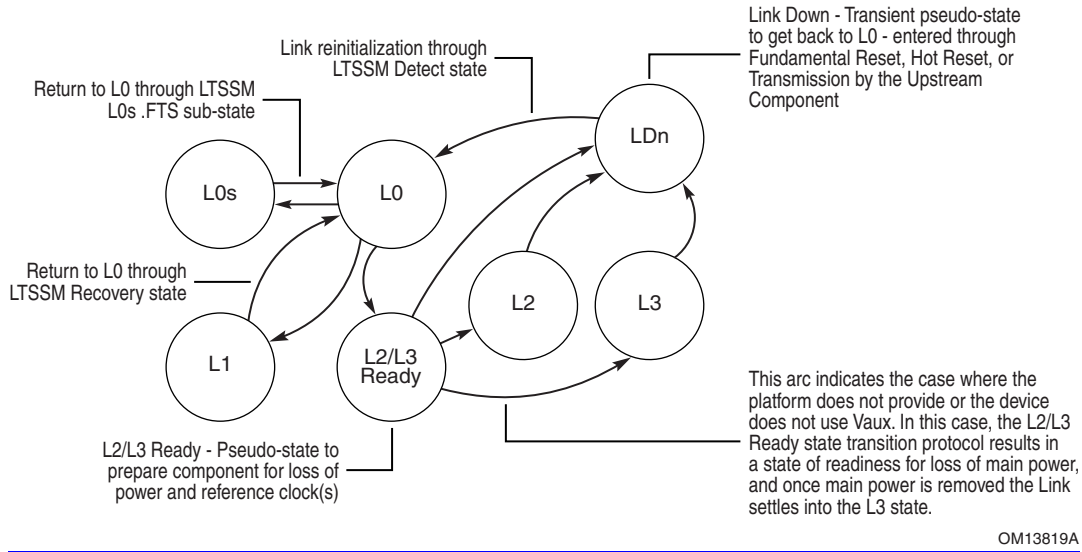 Link Down - Transient pseudo-state
to get back to L0 - entered through
Fundamental Reset, Hot Reset, or
Transmission by the Upstream
Component
Link reinitialization through
LTSSM Detect state
Return to L0 through LTSSM
L0s .FTS sub-state
LDn
L0s
L0
Return to L0 through
LTSSM Recovery state
L2
L3
L1
L2/L3
Ready
L2/L3 Ready - Pseudo-state to
prepare component for loss of
power and reference clock(s)
This arc indicates the case where the
platform does not provide or the device
does not use Vaux. In this case, the L2/L3
Ready state transition protocol results in
a state of readiness for loss of main power,
and once main power is removed the Link
settles into the L3 state.
OM13819A